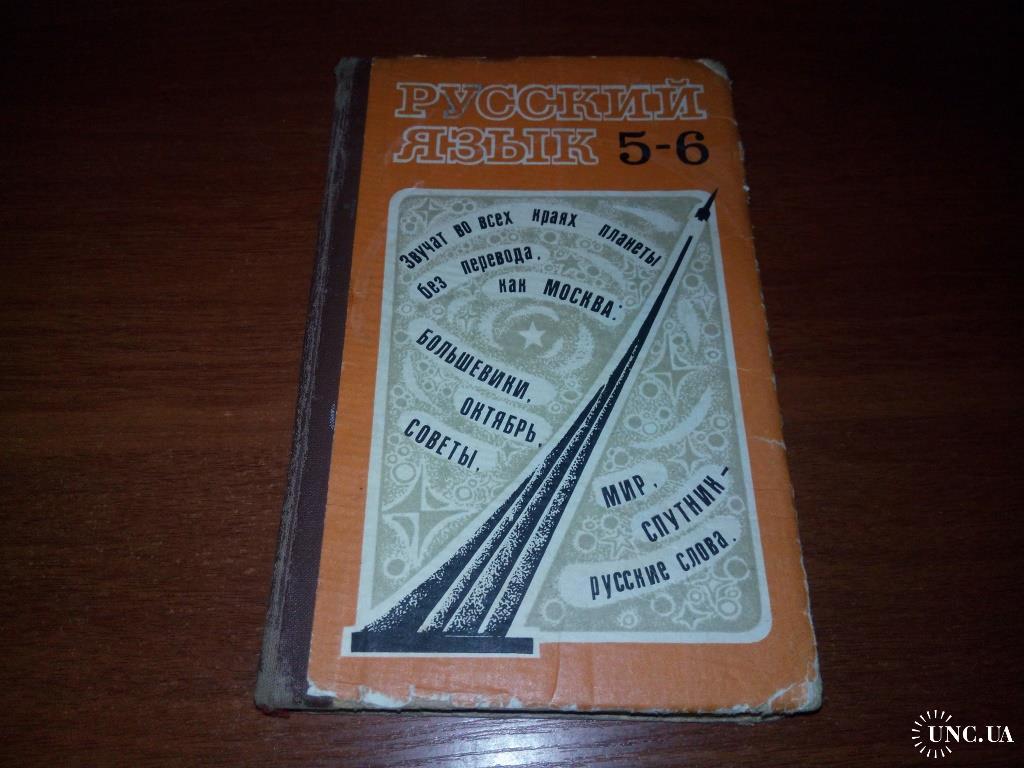 РУССКИЙ
ЯЗЫК 5-6
Звучат во всех краях планеты
без перевода,
как МОСКВА:
БОЛЬШЕВИКИ,
ОКТЯБРЬ,
СОВЕТЫ,
МИР,
СПУТНИК –
русские слова.
UNC.UA